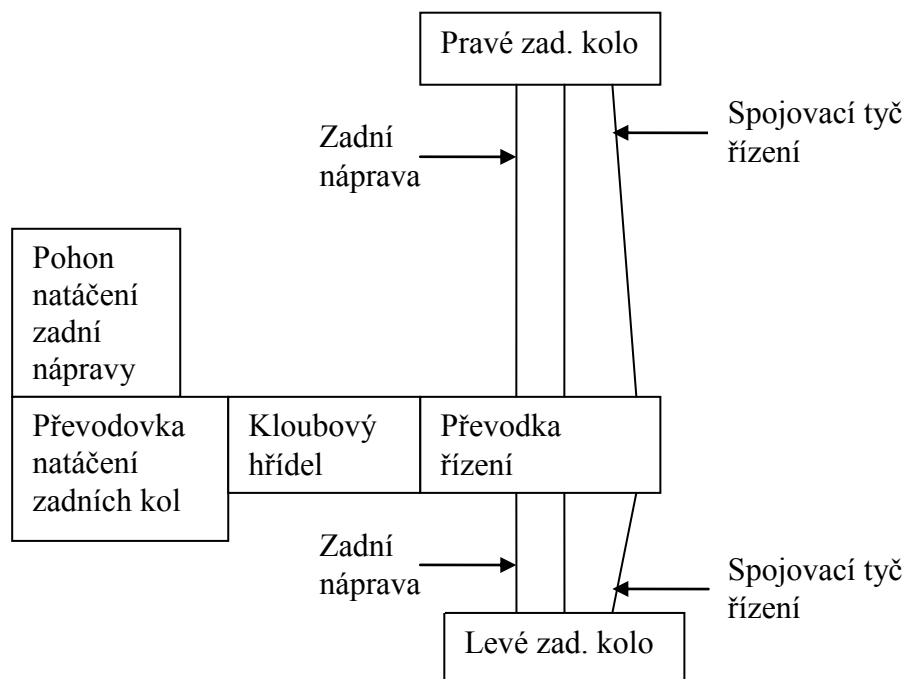 Pravé zad. kolo
Zadní
náprava
Spojovací tyč
řízení
Pohon
natáčení
zadní
nápravy
Převodovka
natáčení
zadních kol
Kloubový
hřídel
Převodka
řízení
Zadní
náprava
Spojovací tyč
řízení
Levé zad. kolo